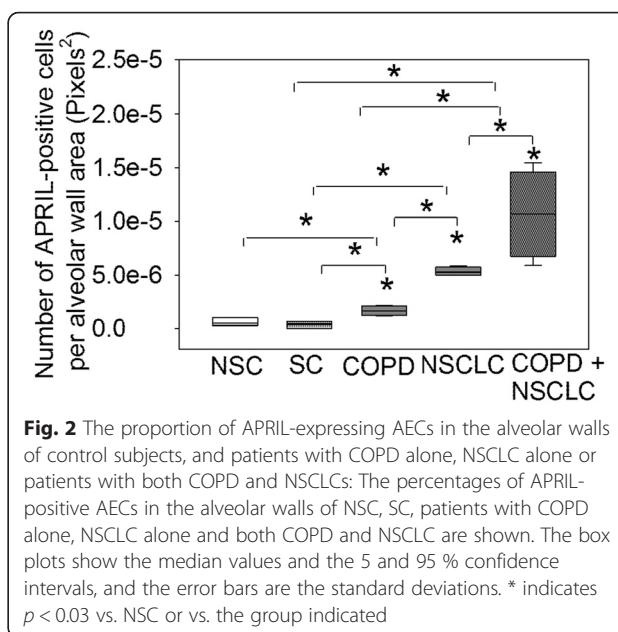 Number of APRIL-positive cells
per alveolar wall area (Pixels²)
2.5e-5
2.0e-5
1.5e-5
1.0e-5
5.0e-6
0.0
*
*
*
*
*
*
*
*
*
*
NSC SC COPD NSCLC COPD +
NSCLC
Fig. 2 The proportion of APRIL-expressing AECs in the alveolar walls
of control subjects, and patients with COPD alone, NSCLC alone or
patients with both COPD and NSCLCs: The percentages of APRIL-
positive AECs in the alveolar walls of NSC, SC, patients with COPD
alone, NSCLC alone and both COPD and NSCLC are shown. The box
plots show the median values and the 5 and 95 % confidence
intervals, and the error bars are the standard deviations. * indicates
p < 0.03 vs. NSC or vs. the group indicated